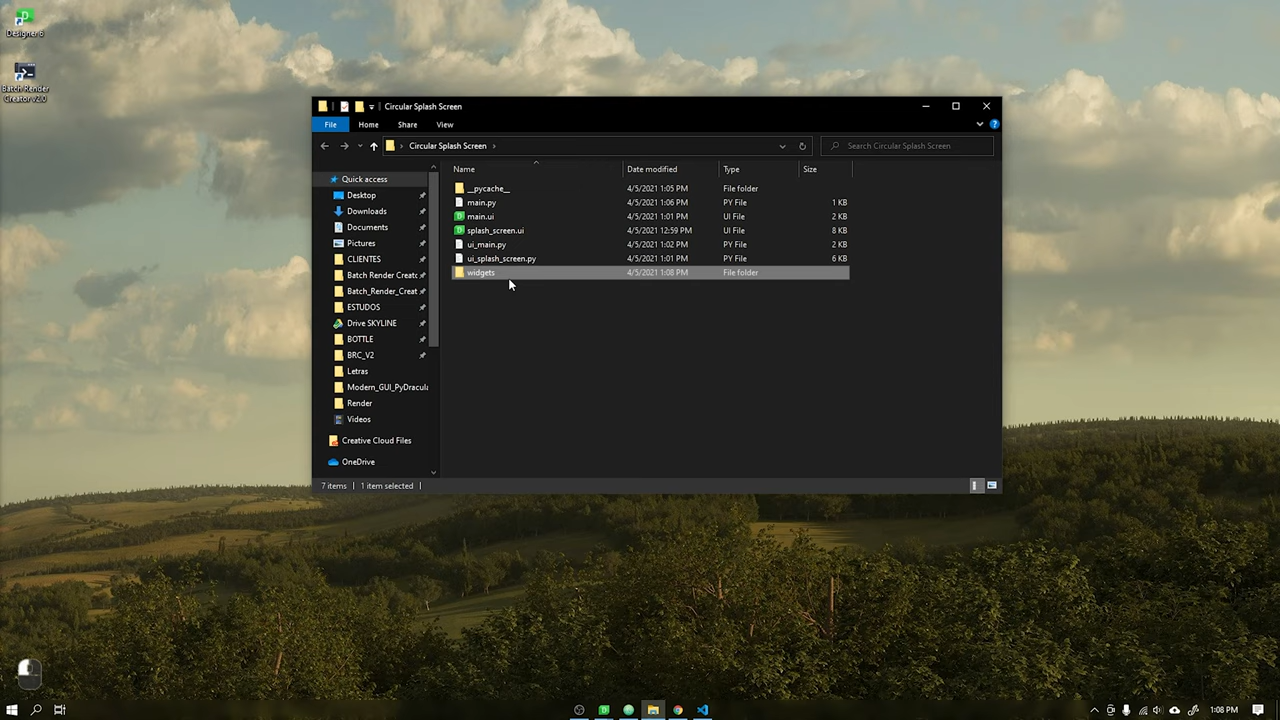 Designer 6
Batch Render
Creator v2.0
Circular Splash Screen
File Home Share View
Circular Splash Screen
Search Circular Splash Screen
Name Date modified Type Size
Quick access
Desktop
Downloads
Documents
Pictures
CLIENTES
Batch Render Creatc
Batch_Render_Creat
ESTUDOS
Drive SKYLINE
BOTTLE
BRC_V2
Letras
Modern_GUI_PyDracula
Render
Videos
Creative Cloud Files
OneDrive
__pycache__ 4/5/2021 1:05 PM File folder
main.py 4/5/2021 1:06 PM PY File 1 KB
main.ui 4/5/2021 1:01 PM UI File 2 KB
splash_screen.ui 4/5/2021 12:59 PM UI File 8 KB
ui_main.py 4/5/2021 1:02 PM PY File 2 KB
ui_splash_screen.py 4/5/2021 1:01 PM PY File 6 KB
widgets 4/5/2021 1:08 PM File folder
7 items 1 item selected
1:08 PM